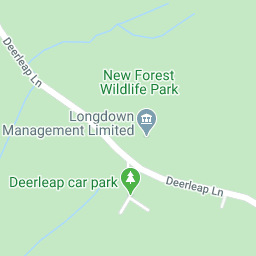 Deerleap Ln
New Forest
Wildlife Park
Longdown
Management Limited
Deerleap car park
Deerleap Ln